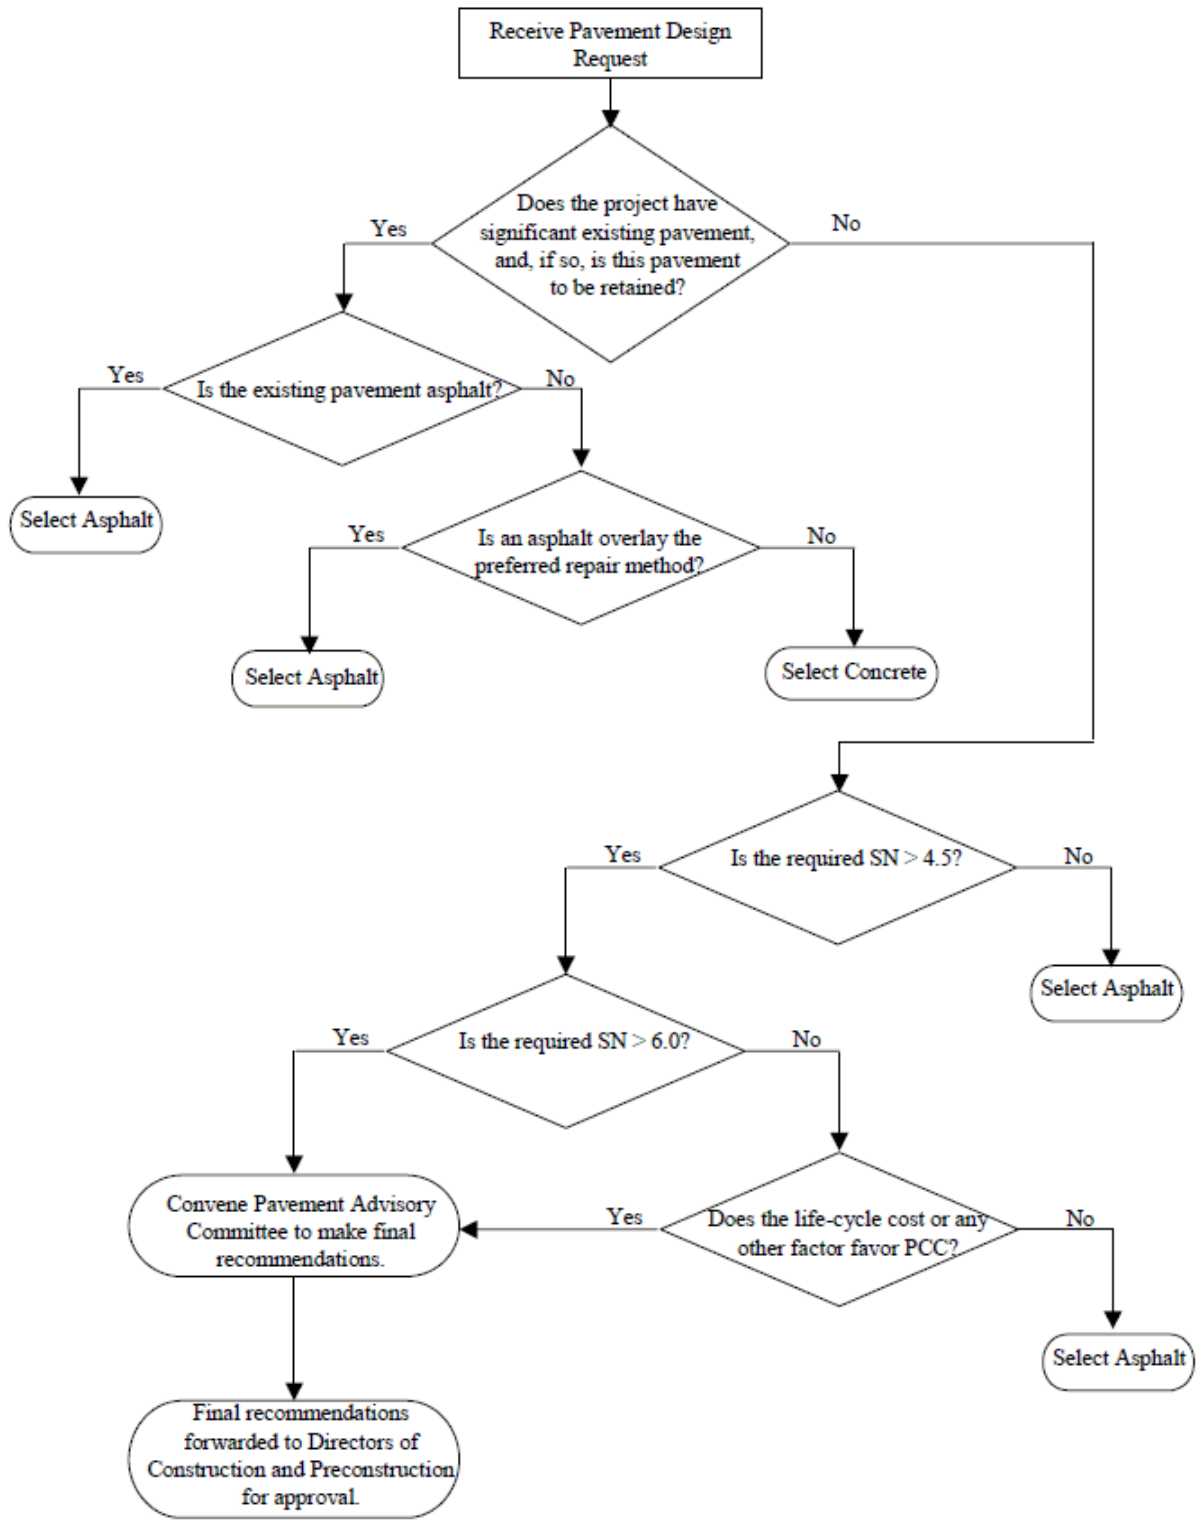 Receive Pavement Design
Request
Does the project have
significant existing pavement,
and, if so, is this pavement
to be retained?
Yes
No
Is the existing pavement asphalt?
Yes
No
Select Asphalt
Is an asphalt overlay the
preferred repair method?
Yes
No
Select Asphalt
Select Concrete
Is the required SN > 4.5?
Yes
No
Select Asphalt
Is the required SN > 6.0?
Yes
No
Convene Pavement Advisory
Committee to make final
recommendations.
Does the life-cycle cost or any
other factor favor PCC?
Yes
No
Select Asphalt
Final recommendations
forwarded to Directors of
Construction and Preconstruction
for approval.